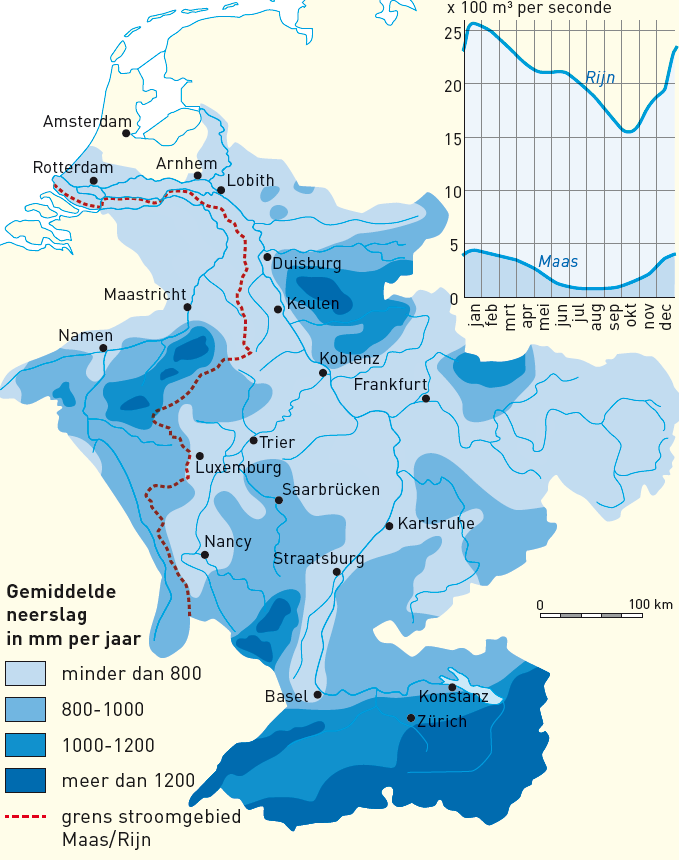 x 100 m³ per seconde
25
20
15
10
5
0
Rijn
Maas
jan
feb
mrt
apr
mei
jun
jul
aug
sep
okt
nov
dec
Amsterdam
Rotterdam
Arnhem
Lobith
Duisburg
Maastricht
Keulen
Namen
Koblenz
Frankfurt
Trier
Luxemburg
Saarbrücken
Karlsruhe
Nancy
Straatsburg
Basel
Konstanz
Zürich
0 100 km
Gemiddelde
neerslag
in mm per jaar
minder dan 800
800-1000
1000-1200
meer dan 1200
grens stroomgebied
Maas/Rijn